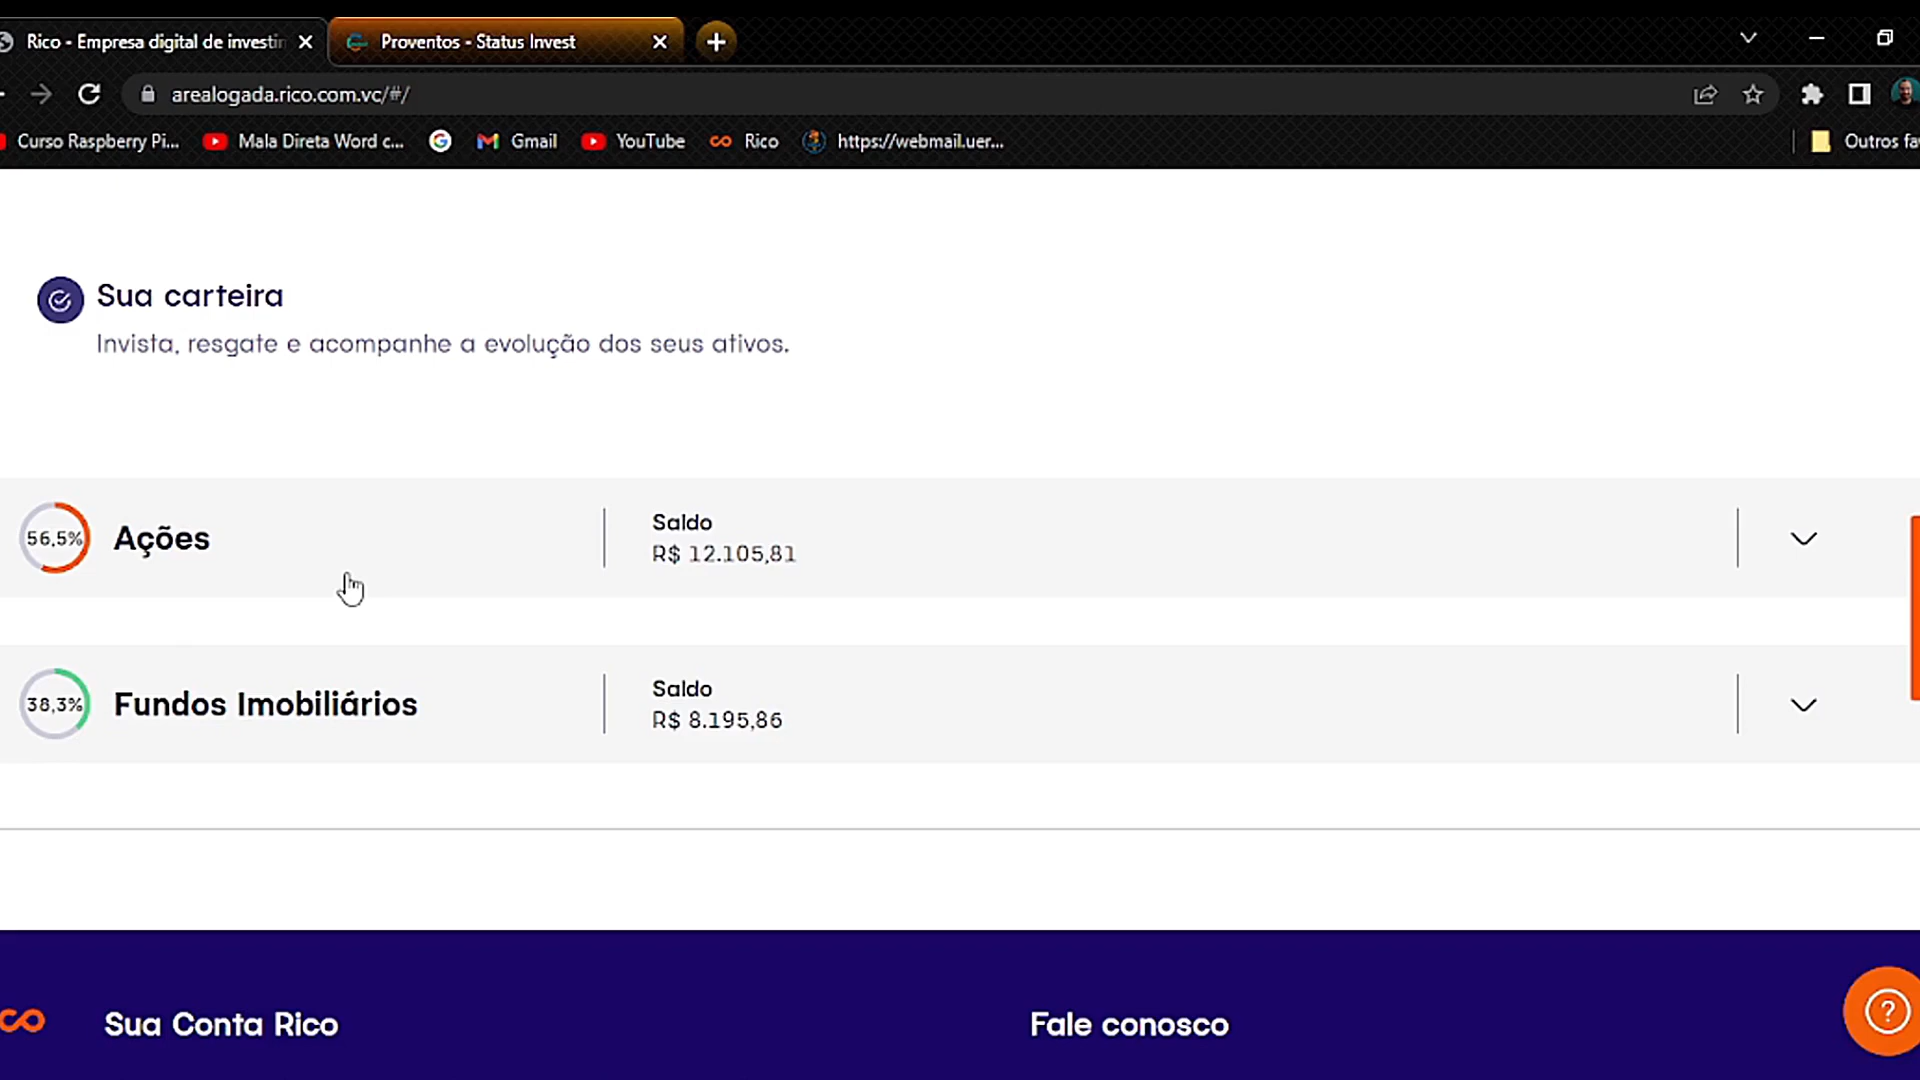 Rico - Empresa digital de investin
Proventos - Status Invest
arealogada.rico.com.vc/#/
Curso Raspberry Pi...
Mala Direta Word c...
Gmail
YouTube
Rico
https://webmail.uer...
Outros fa
Sua carteira
Invista, resgate e acompanhe a evolução dos seus ativos.
56,5%
Ações
Saldo
R$ 12.105,81
38,3%
Fundos Imobiliários
Saldo
R$ 8.195,86
Sua Conta Rico
Fale conosco
?